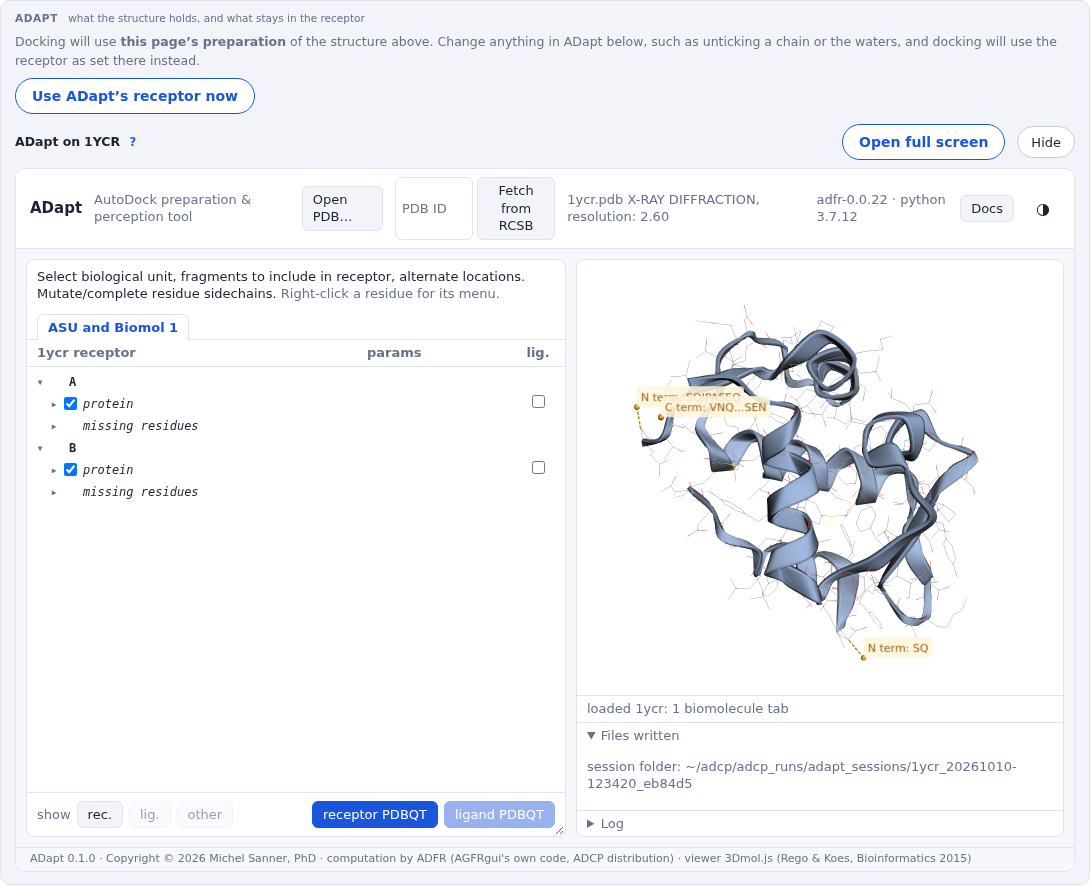 ADAPT what the structure holds, and what stays in the receptor
Docking will use this page's preparation of the structure above. Change anything in ADapt below, such as unticking a chain or the waters, and docking will use the
receptor as set there instead.
Use ADapt's receptor now
ADapt on 1YCR ?
Open full screen
Hide
ADapt
AutoDock preparation &
perception tool
Open
PDB...
PDB ID
Fetch
from
RCSB
1ycr.pdb X-RAY DIFFRACTION,
resolution: 2.60
adfr-0.0.22 · python
3.7.12
Docs
Select biological unit, fragments to include in receptor, alternate locations.
Mutate/complete residue sidechains. Right-click a residue for its menu.
ASU and Biomol 1
1ycr receptor params lig.
A
protein
missing residues
B
protein
missing residues
show rec. lig. other receptor PDBQT ligand PDBQT
N term: SQIPASEQ
C term: VNQ...SEN
N term: SQ
loaded 1ycr: 1 biomolecule tab
Files written
session folder: ~/adcp/adcp_runs/adapt_sessions/1ycr_20261010-
123420_eb84d5
Log
ADapt 0.1.0 · Copyright © 2026 Michel Sanner, PhD · computation by ADFR (AGFRgui's own code, ADCP distribution) · viewer 3Dmol.js (Rego & Koes, Bioinformatics 2015)